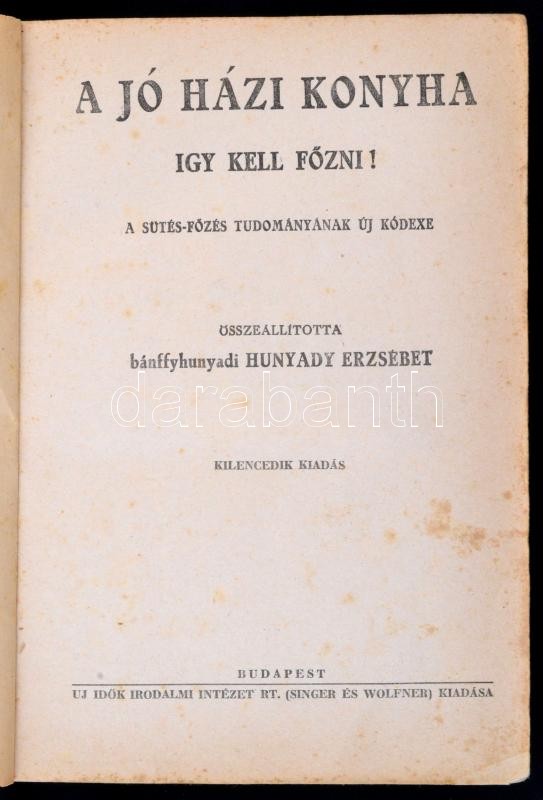 A JÓ HÁZI KONYHA
IGY KELL FŐZNI!
A SÜTÉS-FŐZÉS TUDOMÁNYÁNAK ÚJ KÓDEXE
ÖSSZEÁLLÍTOTTA
bánffyhunyadi HUNYADY ERZSÉBET
darabanth
KILENCEDIK KIADÁS
BUDAPEST
UJ IDŐK IRODALMI INTÉZET RT. (SINGER ÉS WOLFNER) KIADÁSA